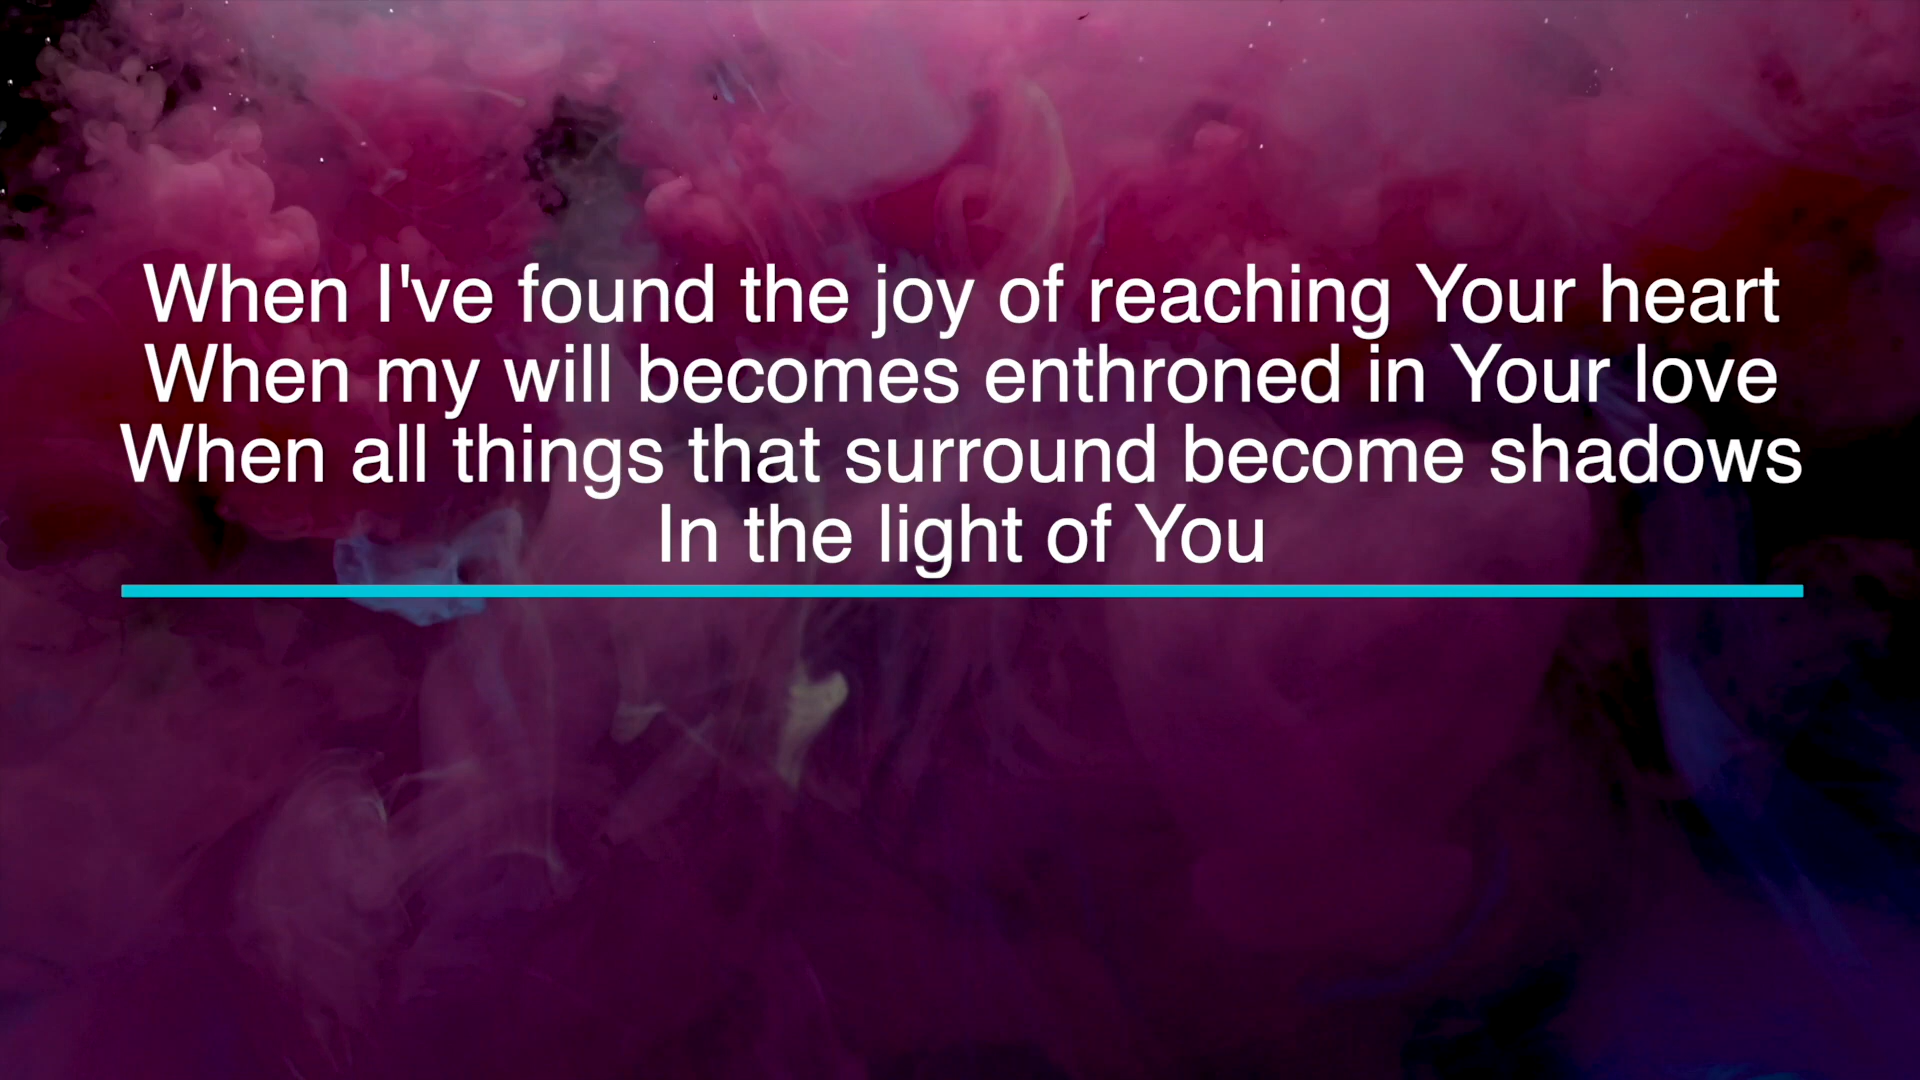 When I've found the joy of reaching Your heart
When my will becomes enthroned in Your love
When all things that surround become shadows
In the light of You